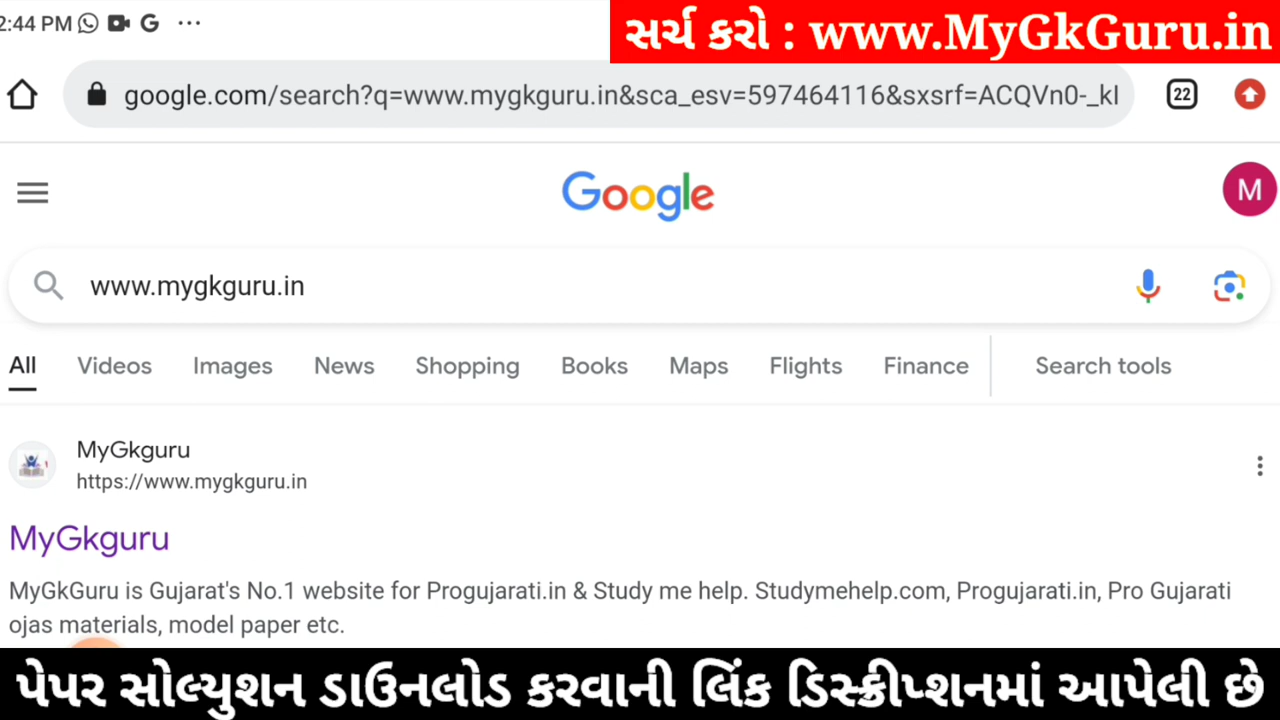 2:44 PM
સર્ચ કરો : www.MyGkGuru.in
google.com/search?q=www.mygkguru.in&sca_esv=597464116&sxsrf=ACQVn0-_kI
22
Google
M
www.mygkguru.in
All Videos Images News Shopping Books Maps Flights Finance Search tools
MyGkguru
https://www.mygkguru.in
MyGkguru
MyGkGuru is Gujarat's No.1 website for Progujarati.in & Study me help. Studymehelp.com, Progujarati.in, Pro Gujarati
ojas materials, model paper etc.
પેપર સોલ્યુશન ડાઉનલોડ કરવાની લિંક ડિસ્ક્રીપ્શનમાં આપેલી છે